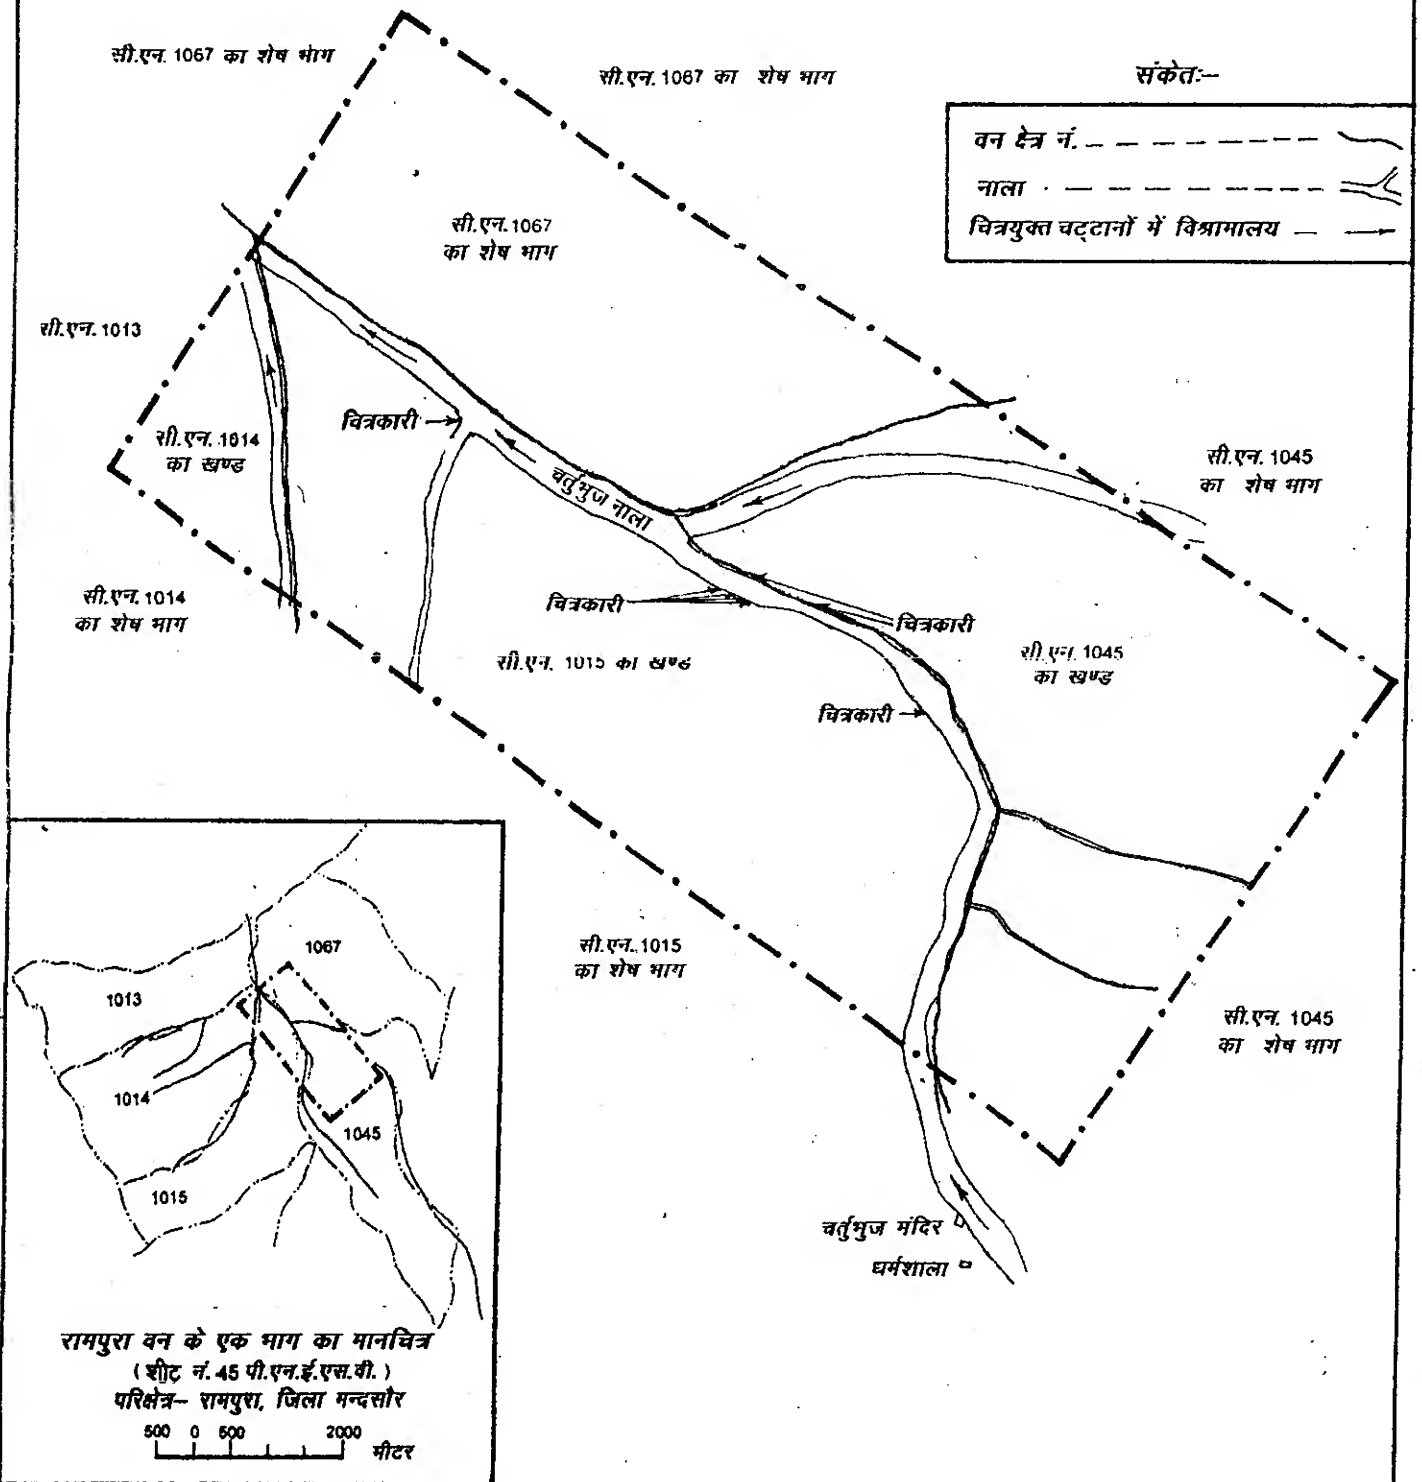 सी.एन. 1067 का शेष भाग
सी.एन. 1067 का शेष भाग
संकेतः—
वन क्षेत्र नं.
नाला
चित्रयुक्त चट्टानों में विश्रामालय
सी.एन. 1067
का शेष भाग
सी.एन. 1013
चित्रकारी
सी.एन. 1014
का खण्ड
चर्तुभुज नाला
सी.एन. 1045
का शेष भाग
सी.एन. 1014
का शेष भाग
चित्रकारी
चित्रकारी
सी.एन. 1015 का खण्ड
सी.एन. 1045
का खण्ड
चित्रकारी
सी.एन. 1015
का शेष भाग
सी.एन. 1045
का शेष भाग
चर्तुभुज मंदिर
धर्मशाला
1067
1013
1014
1045
1015
रामपुरा वन के एक भाग का मानचित्र
(शीट नं. 45 पी.एन.ई.एस.वी.)
परिक्षेत्र— रामपुरा, जिला मन्दसौर
500 0 500 2000
मीटर